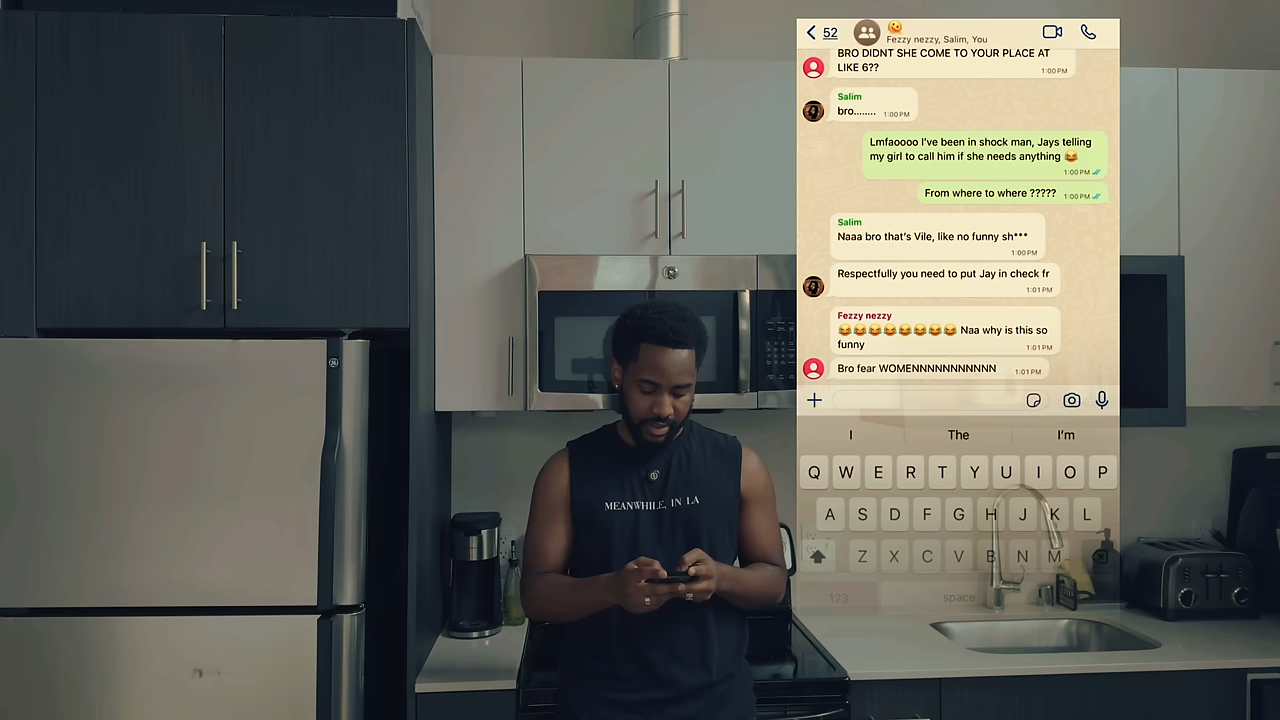 52
Fezzy nezzy, Salim, You
BRO DIDNT SHE COME TO YOUR PLACE AT
LIKE 6??
1:00 PM
Salim
bro........ 1:00 PM
Lmfaoooo I've been in shock man, Jays telling
my girl to call him if she needs anything 😂
1:00 PM
From where to where ????? 1:00 PM
Salim
Naaa bro that's Vile, like no funny sh***
1:00 PM
Respectfully you need to put Jay in check fr
1:01 PM
Fezzy nezzy
😂😂😂😂😂😂😂😂 Naa why is this so
funny 1:01 PM
Bro fear WOMENNNNNNNNNNN 1:01 PM
I The I'm
Q W E R T Y U I O P
A S D F G H J K L
Z X C V B N M
123 space
MEANWHILE, IN LA